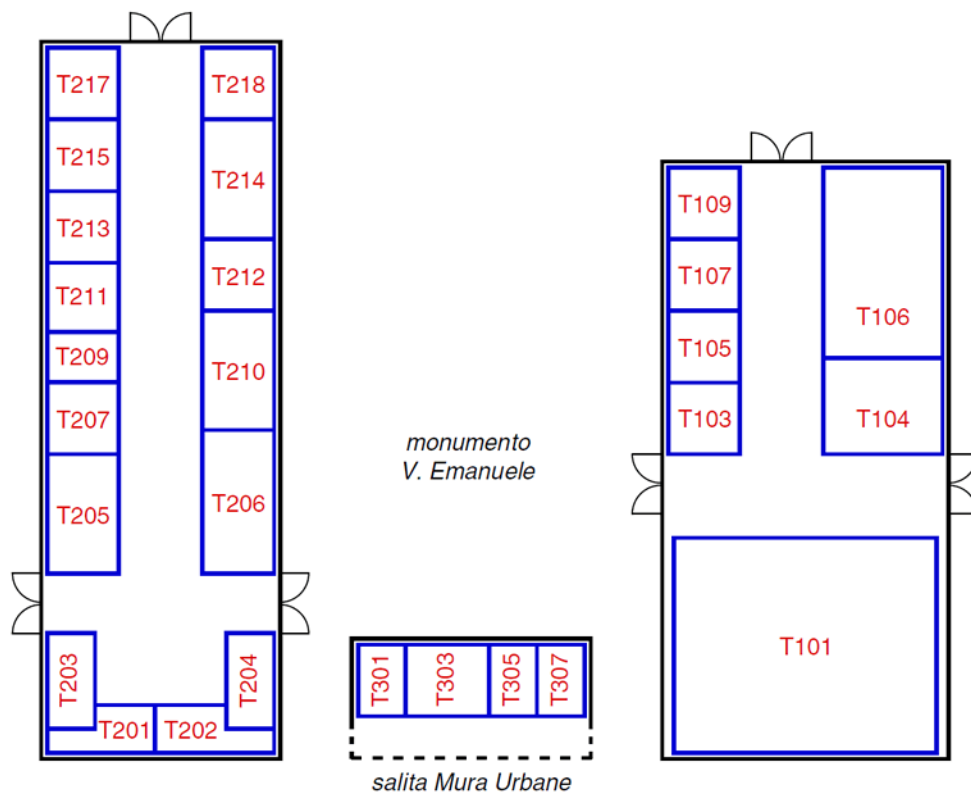 T217
T215
T213
T211
T209
T207
T205
T203
T201
T218
T214
T212
T210
T206
T204
T202
monumento
V. Emanuele
T301
T303
T305
T307
salita Mura Urbane
T109
T107
T105
T103
T106
T104
T101